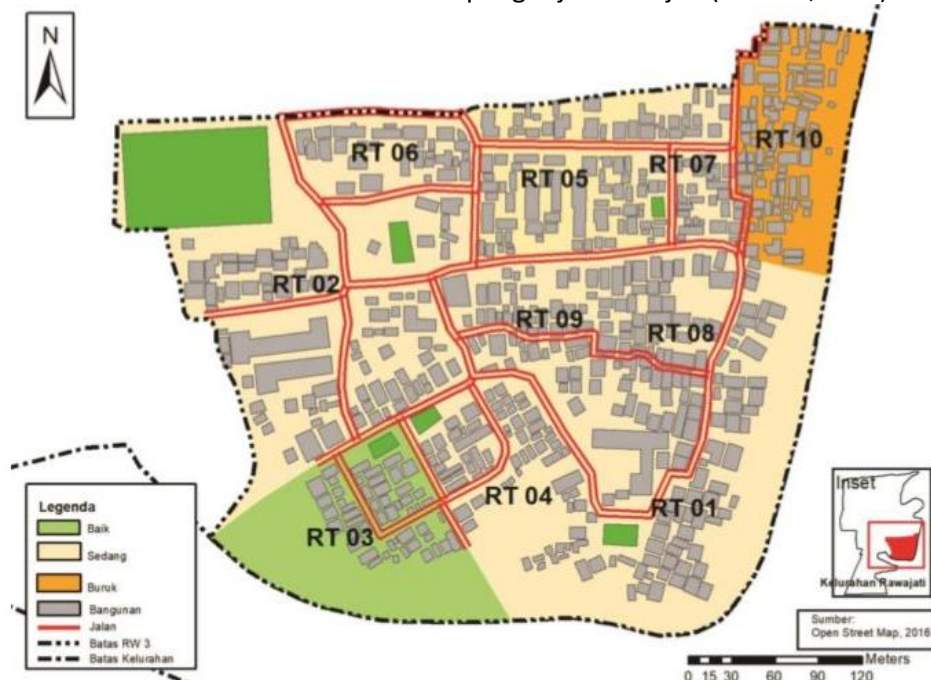 N
RT 10
RT 06
RT 07
RT 05
RT 02
RT 09
RT 08
RT 04
RT 01
RT 03
Legenda
Baik
Sedang
Buruk
Bangunan
Jalan
Batas RW 3
Batas Kelurahan
Inset
Kelurahan Rawajati
Sumber:
Open Street Map, 2016
Meters
0 15 30 60 90 120